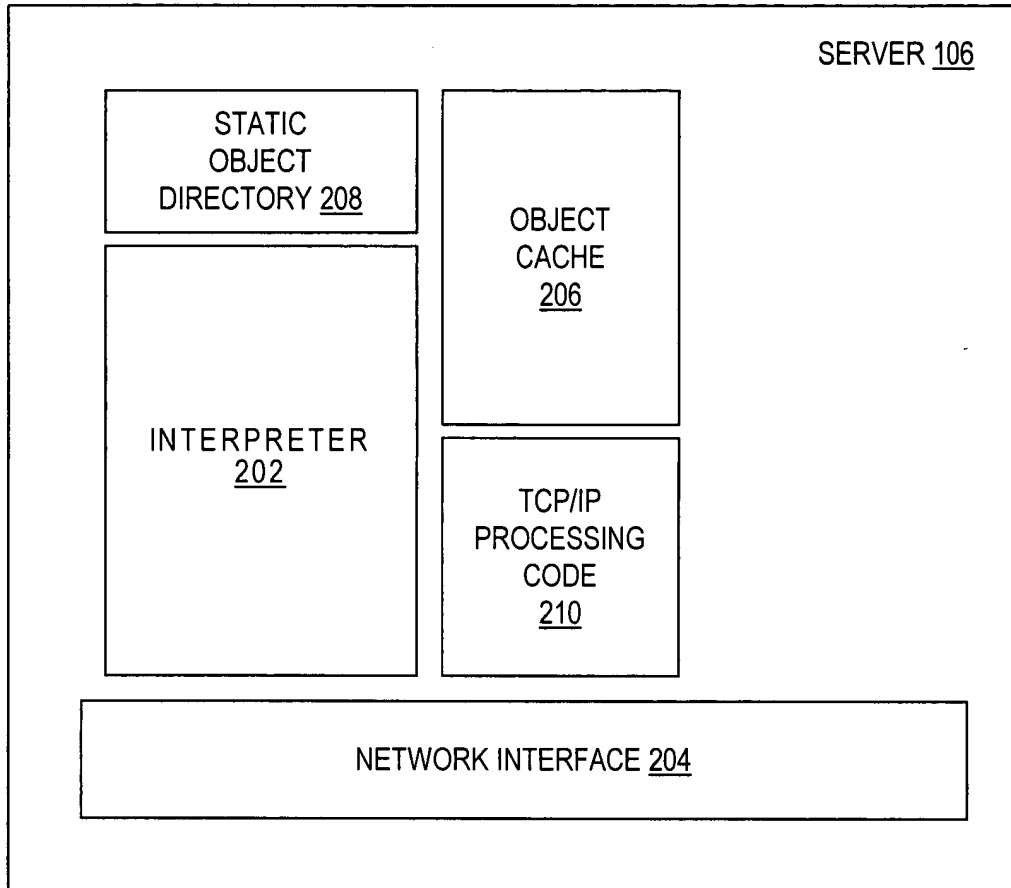 SERVER 106
STATIC
OBJECT
DIRECTORY 208
OBJECT
CACHE
206
INTERPRETER
202
TCP/IP
PROCESSING
CODE
210
NETWORK INTERFACE 204